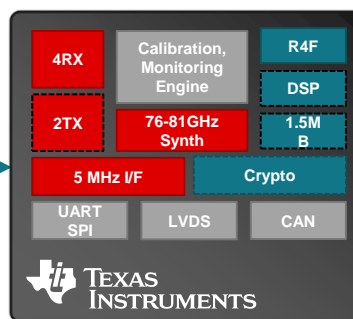 4RX
Calibration,
Monitoring
Engine
R4F
DSP
2TX
76-81GHz
Synth
1.5M
B
5 MHz I/F
Crypto
UART
SPI
LVDS
CAN
TEXAS
INSTRUMENTS